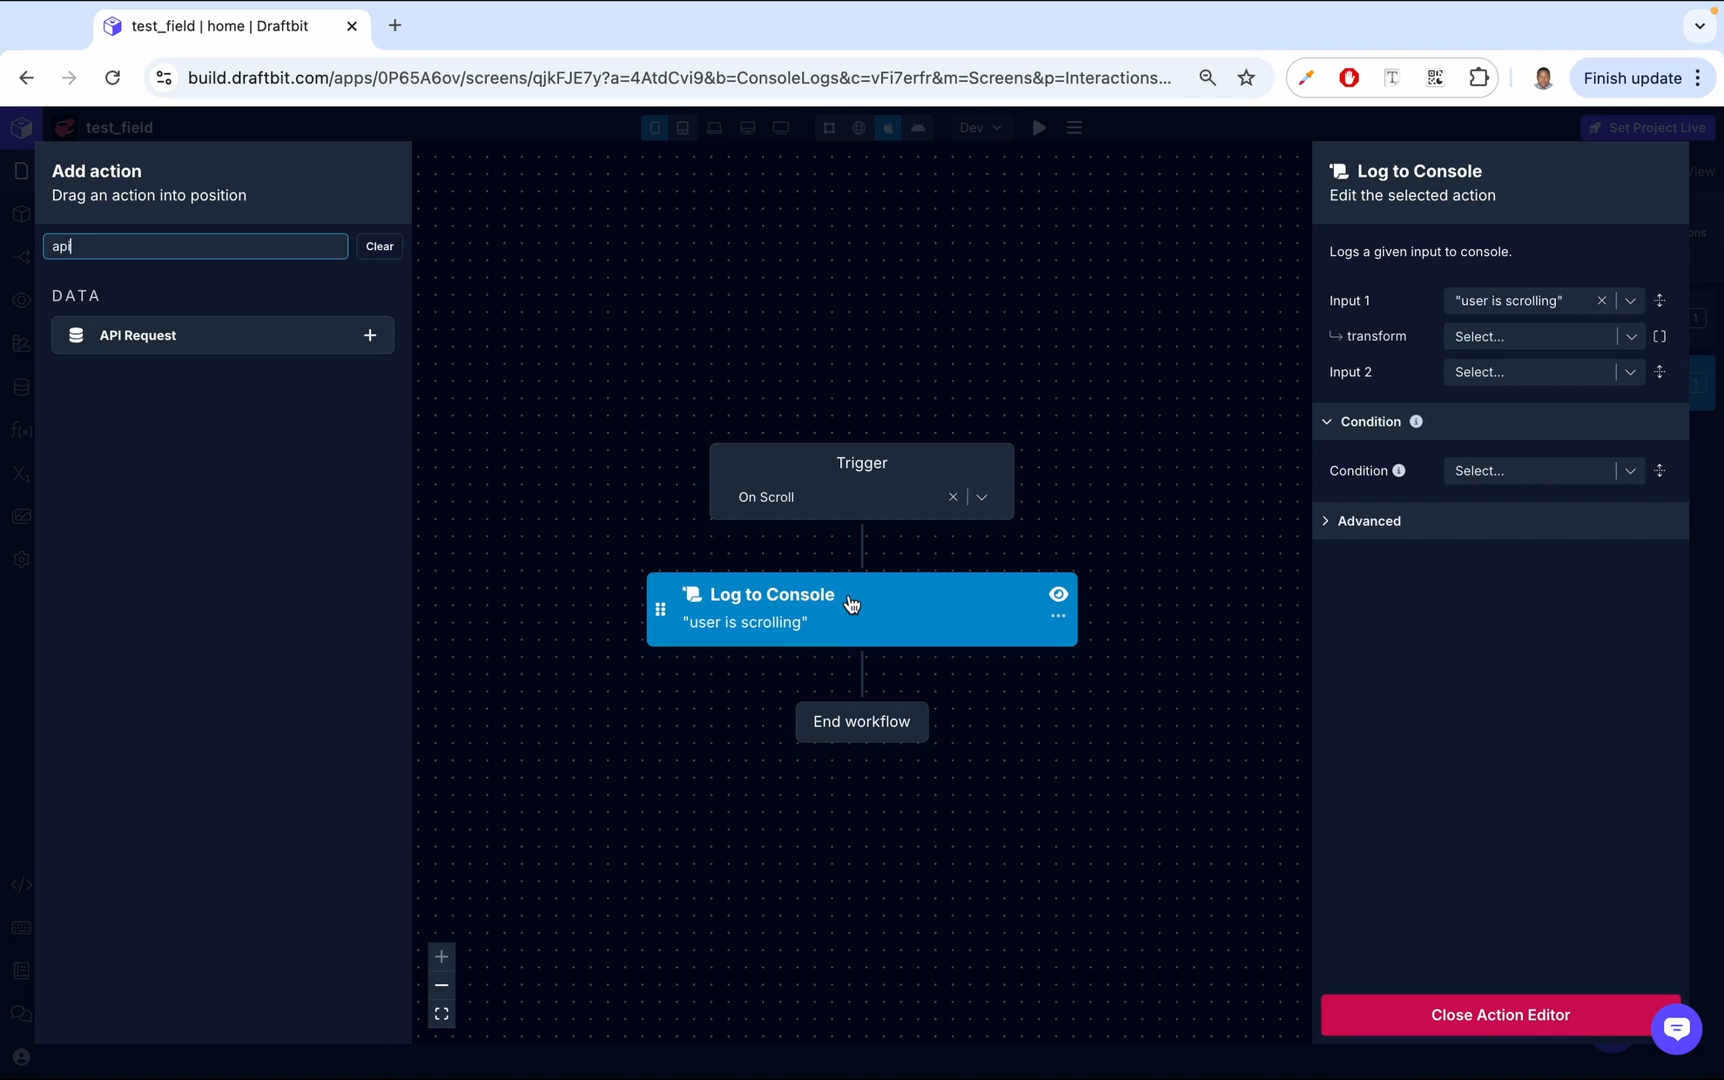 test_field | home | Draftbit
build.draftbit.com/apps/0P65A6ov/screens/qjkFJE7y?a=4AtdCvi9&b=ConsoleLogs&c=vFi7erfr&m=Screens&p=Interactions...
Finish update
test_field
Dev
Set Project Live
Add action
Drag an action into position
api
Clear
DATA
API Request
Trigger
On Scroll
Log to Console
"user is scrolling"
End workflow
Log to Console
Edit the selected action
Logs a given input to console.
Input 1
"user is scrolling"
transform
Select...
Input 2
Select...
Condition
Condition
Select...
Advanced
Close Action Editor